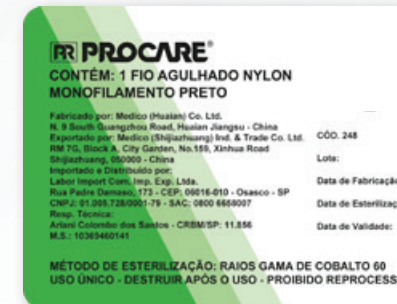 PROCARE®
CONTÉM: 1 FIO AGULHADO NYLON
MONOFILAMENTO PRETO
Fabricado por: Medico (Huaian) Co. Ltd.
N. 9 South Guangzhou Road, Huaian Jiangsu - China
Exportado por: Medico (Shijiazhuang) Ind. & Trade Co. Ltd.
RM 7G, Block A, City Garden, No.159, Xinhua Road
Shijiazhuang, 050000 - China
Importado e Distribuído por:
Labor Import Com. Imp. Exp. Ltda.
Rua Padre Damaso, 173 - CEP: 06016-010 - Osasco - SP
CNPJ: 01.005.728/0001-79 - SAC: 0800 6658007
Resp. Técnica:
Ariani Colombo dos Santos - CRBM/SP: 11.856
M.S.: 10369460141
CÓD. 248
Lote:
Data de Fabricação
Data de Esterilizaç
Data de Validade:
MÉTODO DE ESTERILIZAÇÃO: RAIOS GAMA DE COBALTO 60
USO ÚNICO - DESTRUIR APÓS O USO - PROIBIDO REPROCESS